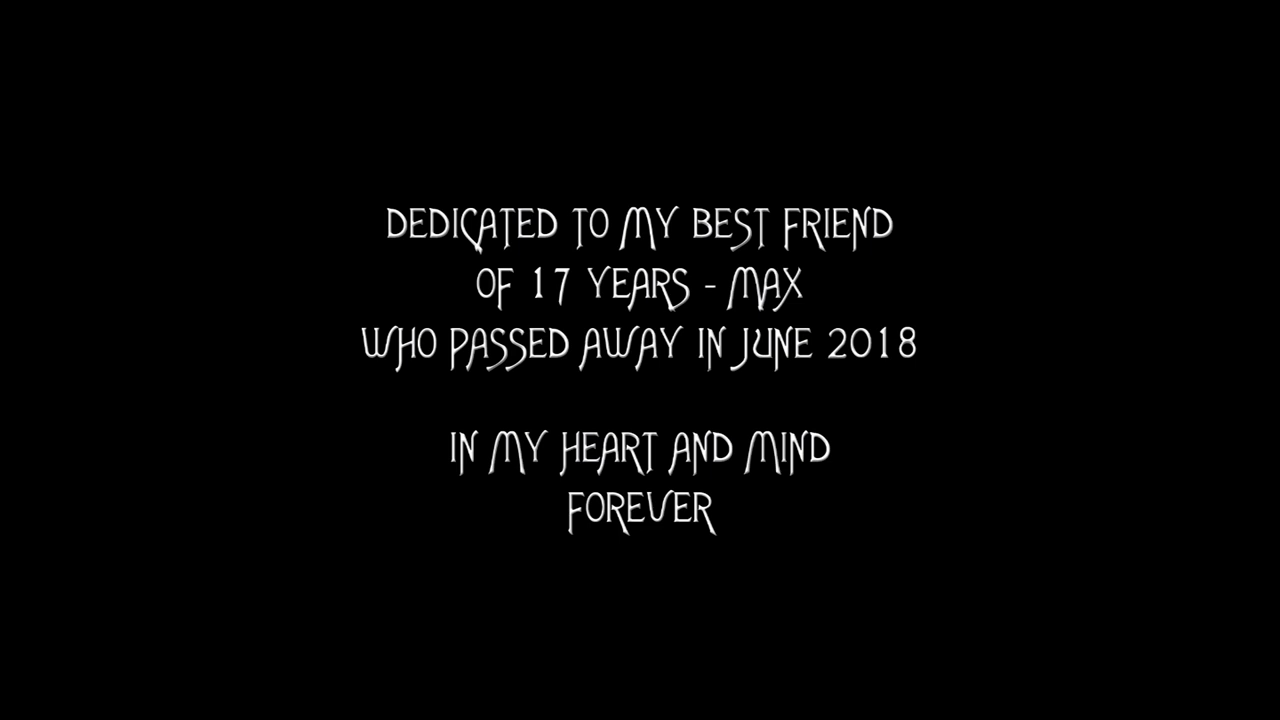 DEDICATED TO MY BEST FRIEND
OF 17 YEARS - MAX
WHO PASSED AWAY IN JUNE 2018
IN MY HEART AND MIND
FOREVER